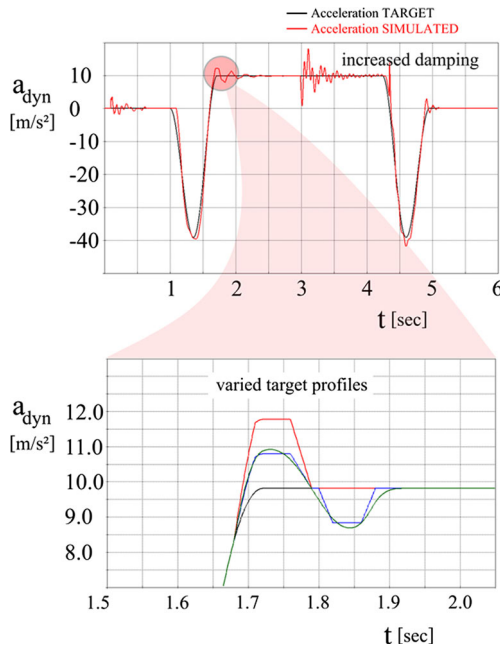 Acceleration TARGET
Acceleration SIMULATED
increased damping
a_dyn
[m/s²]
10
0
-10
-20
-30
-40
1 2 3 4 5 6
t [sec]
varied target profiles
a_dyn
[m/s²]
12.0
11.0
10.0
9.0
8.0
1.5 1.6 1.7 1.8 1.9 2.0
t [sec]